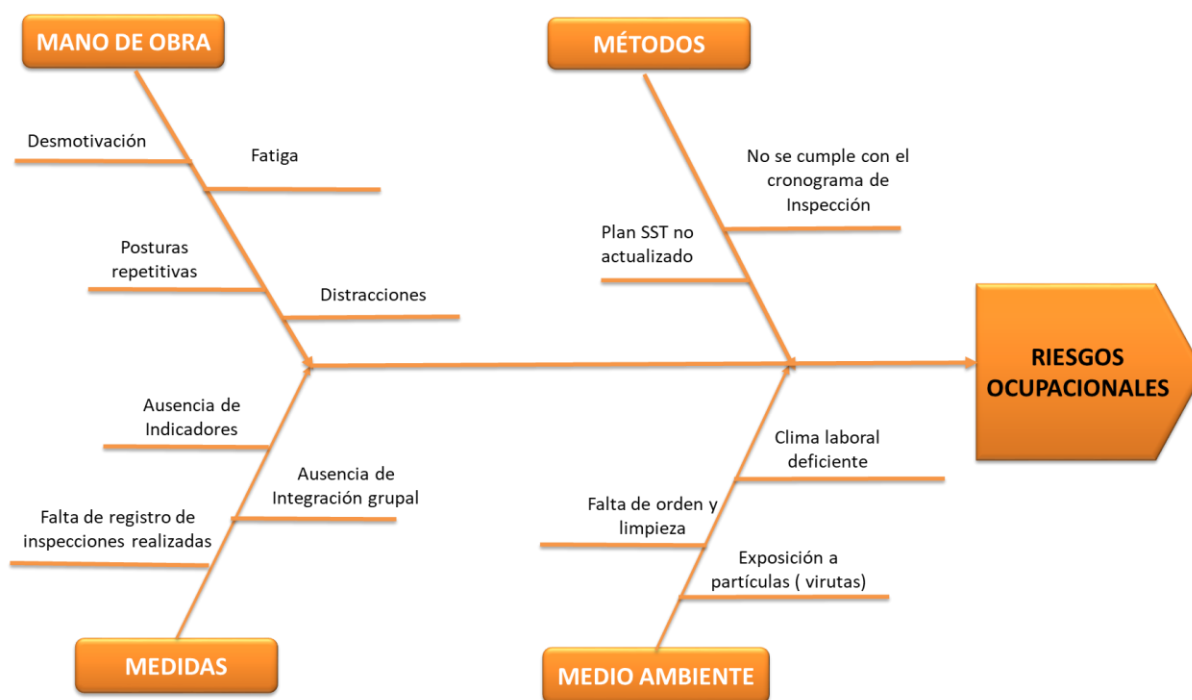 MANO DE OBRA
MÉTODOS
Desmotivación
Fatiga
Posturas
repetitivas
Distracciones
No se cumple con el
cronograma de
Inspección
Plan SST no
actualizado
RIESGOS
OCUPACIONALES
Ausencia de
Indicadores
Ausencia de
Integración grupal
Falta de registro de
inspecciones realizadas
Clima laboral
deficiente
Falta de orden y
limpieza
Exposición a
partículas ( virutas)
MEDIDAS
MEDIO AMBIENTE